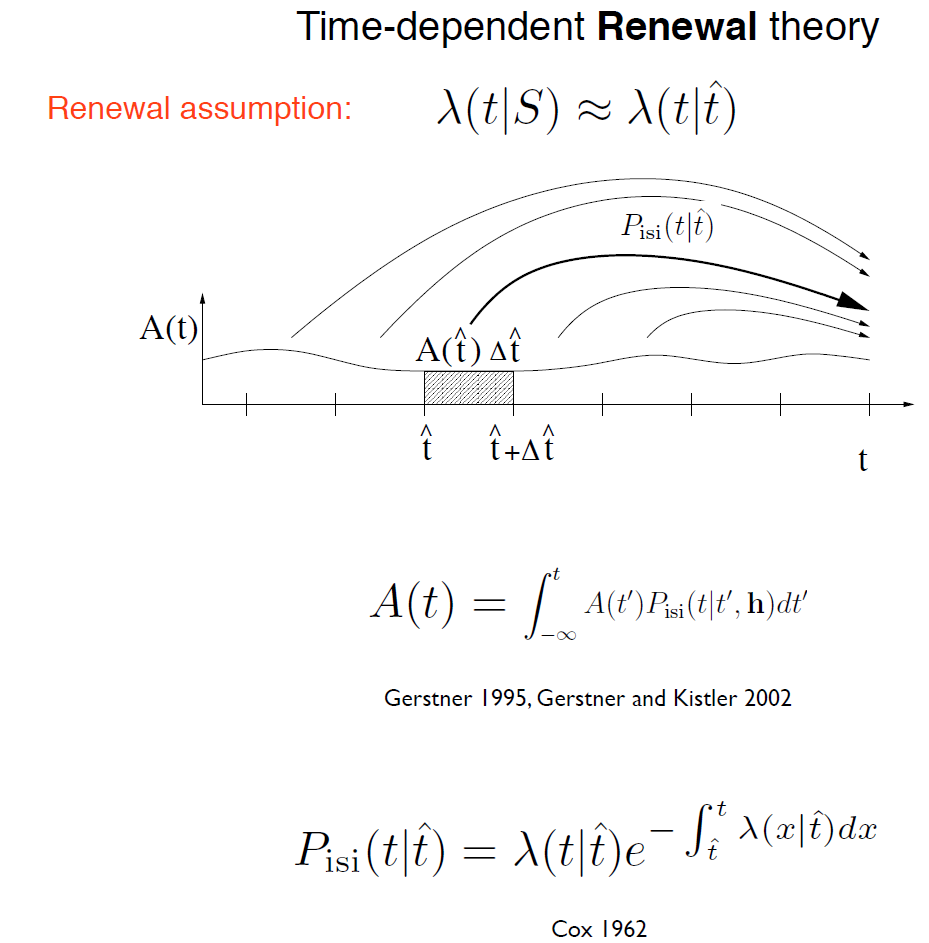 Time-dependent Renewal theory
Renewal assumption: λ(t|S) ≈ λ(t|t̂)
P_isi(t|t̂)
A(t)
A(t̂) Δt̂
t̂ t̂+Δt̂
t
A(t) = ∫_{-∞}^{t} A(t′)P_isi(t|t′, **h**)dt′
Gerstner 1995, Gerstner and Kistler 2002
P_isi(t|t̂) = λ(t|t̂)e^{−∫_{t̂}^{t} λ(x|t̂)dx}
Cox 1962